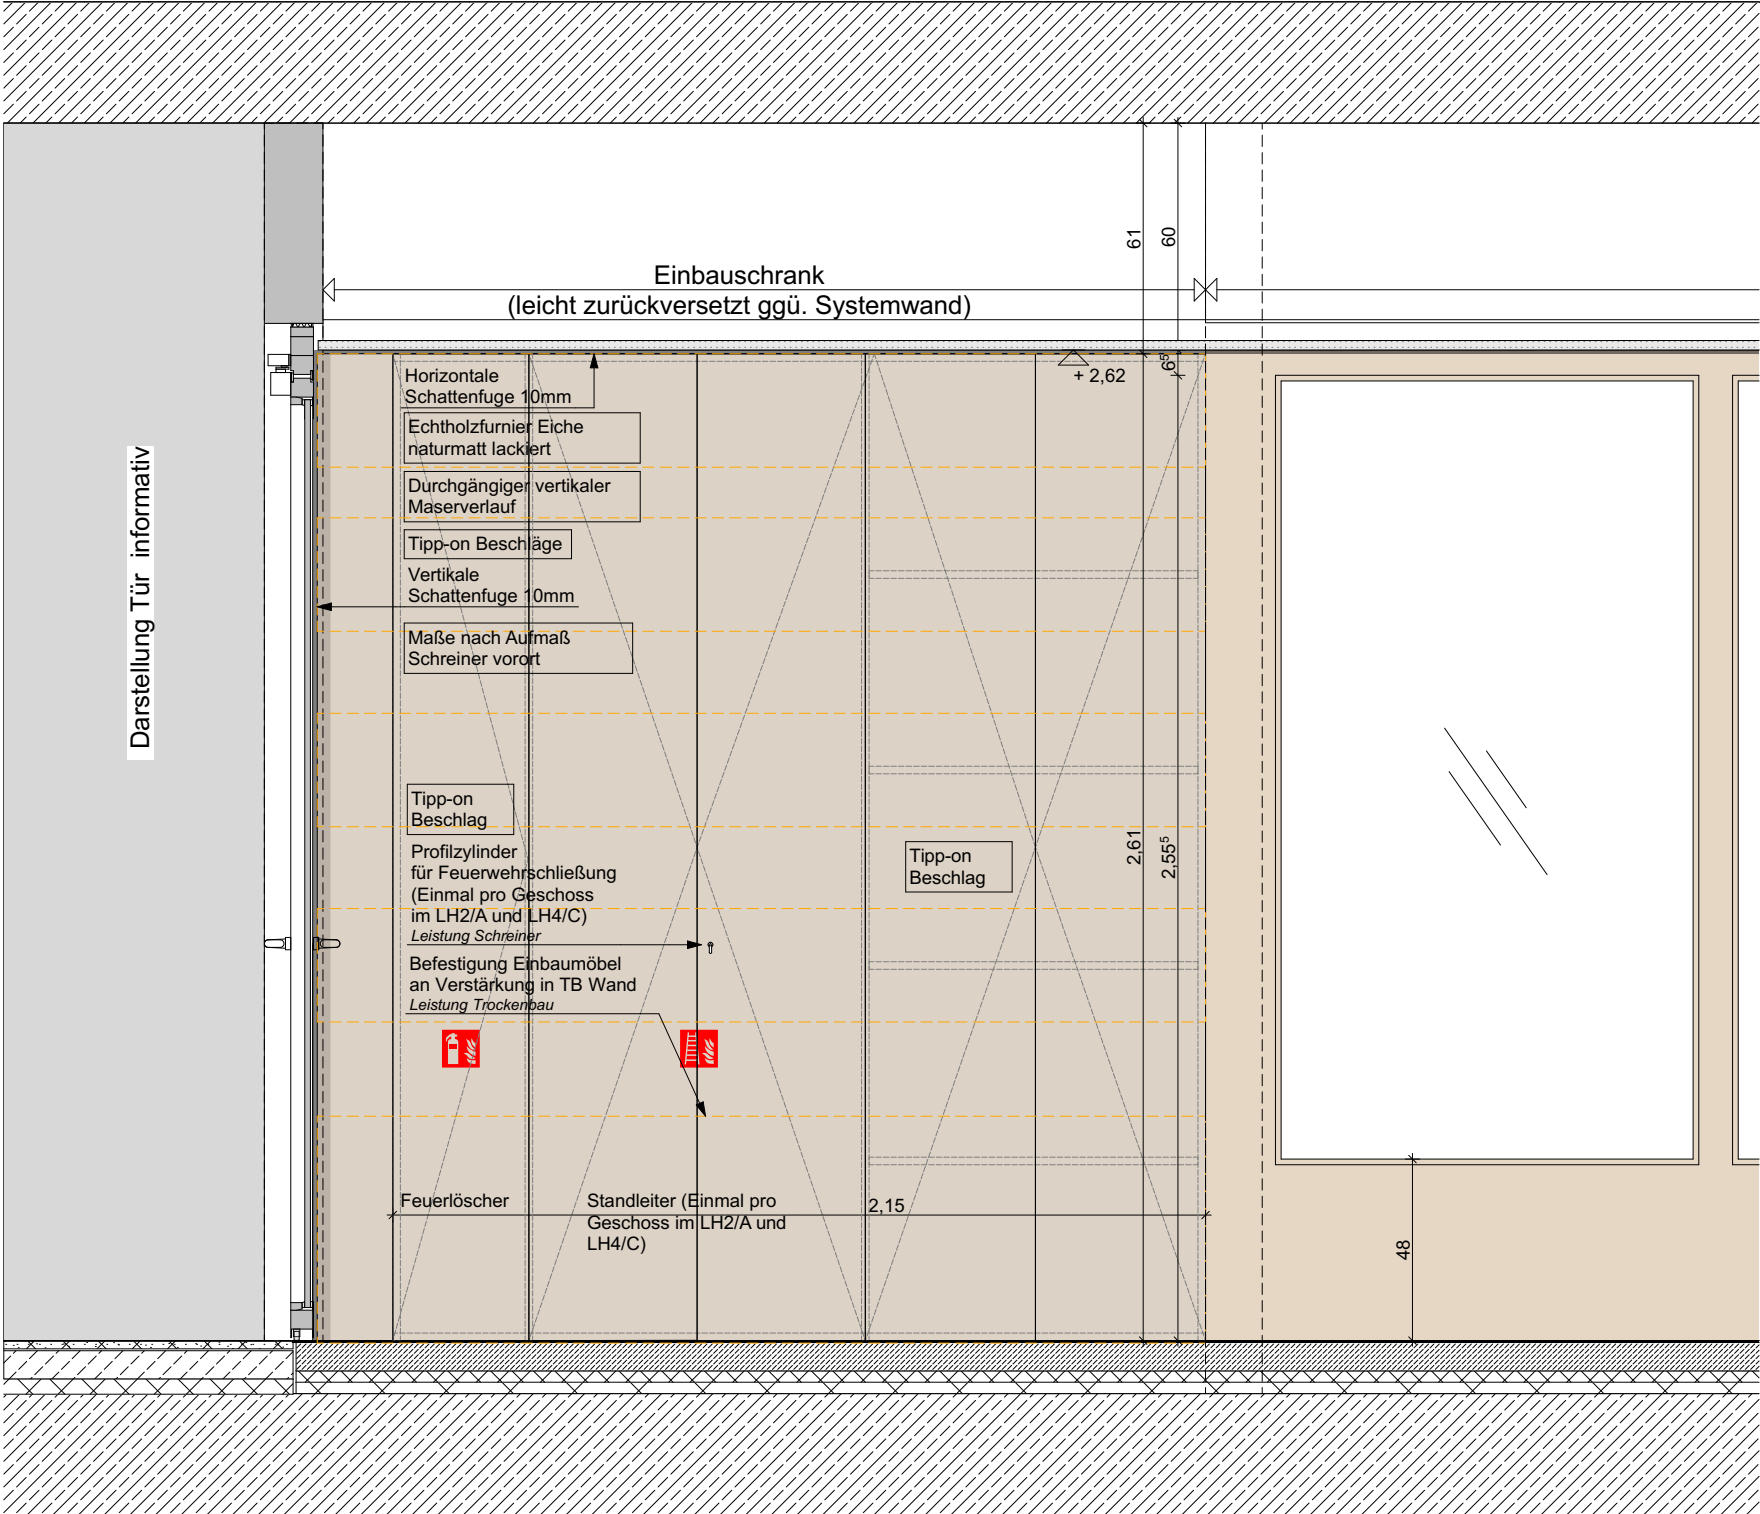 61
60
Einbauschrank
(leicht zurückversetzt ggü. Systemwand)
Horizontale
Schattenfuge 10mm
+ 2,62
6⁵
Echtholzfurnier Eiche
naturmatt lackiert
Durchgängiger vertikaler
Maserverlauf
Tipp-on Beschläge
Vertikale
Schattenfuge 10mm
Maße nach Aufmaß
Schreiner vorort
Darstellung Tür informativ
Tipp-on
Beschlag
Profilzylinder
für Feuerwehrschließung
(Einmal pro Geschoss
im LH2/A und LH4/C)
Leistung Schreiner
Befestigung Einbaumöbel
an Verstärkung in TB Wand
Leistung Trockenbau
Tipp-on
Beschlag
2,61
2,55⁵
Feuerlöscher
Standleiter (Einmal pro
Geschoss im LH2/A und
LH4/C)
2,15
48